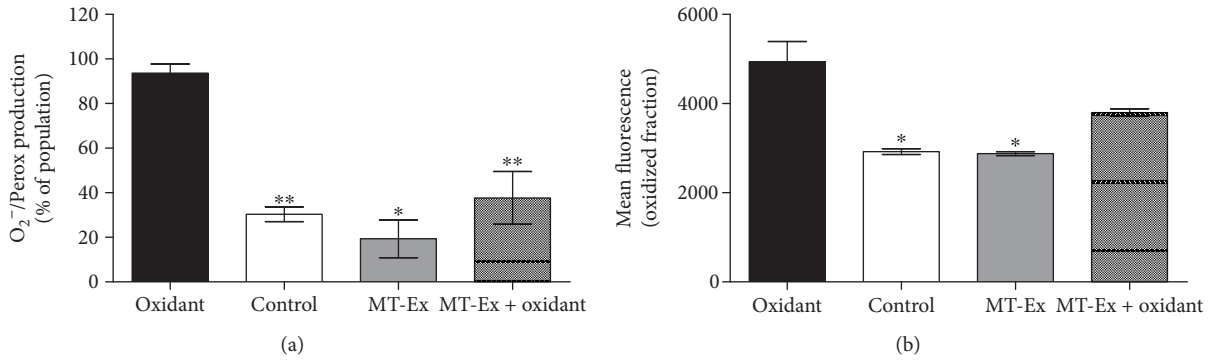 O₂⁻/Perox production
(% of population)
120
100
80
60
40
20
0
**
*
**
Oxidant Control MT-Ex MT-Ex + oxidant
(a)
Mean fluorescence
(oxidized fraction)
6000
4000
2000
0
*
*
Oxidant Control MT-Ex MT-Ex + oxidant
(b)